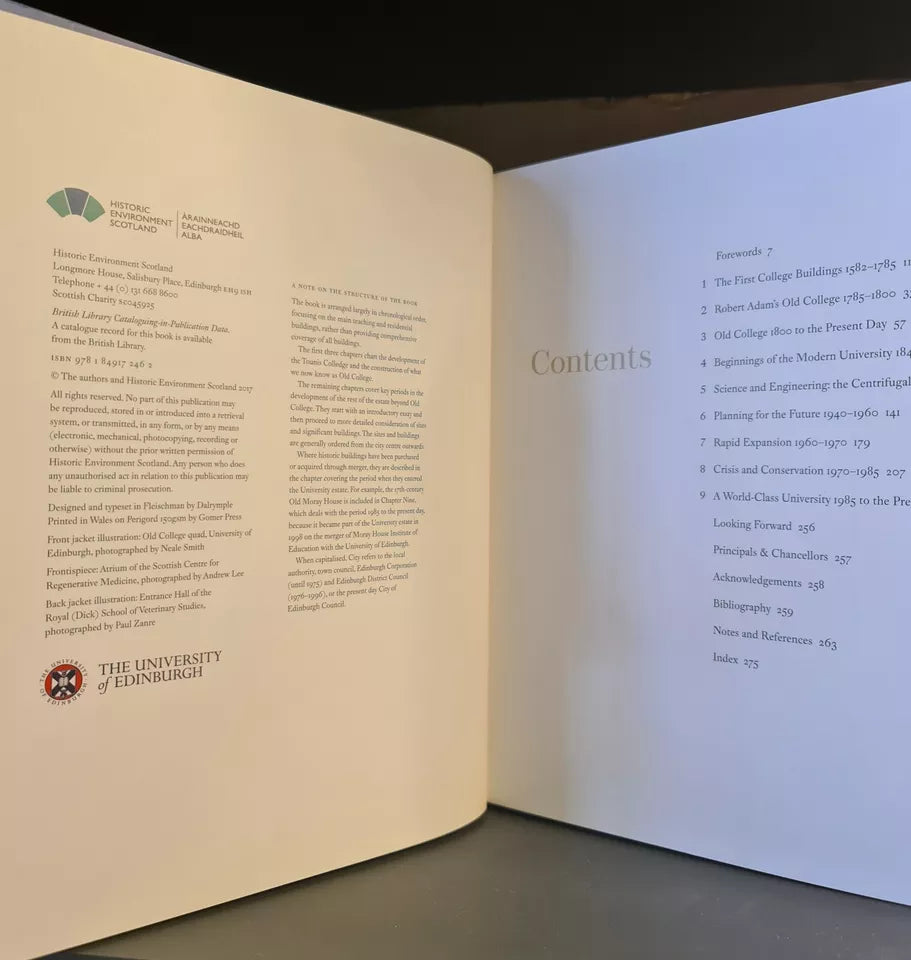 HISTORIC
ENVIRONMENT
SCOTLAND
ÀRAINNEACHD
EACHDRAIDHEIL
ALBA
Historic Environment Scotland
Longmore House, Salisbury Place, Edinburgh EH9 1SH
Telephone + 44 (0) 131 668 8600
Scottish Charity SC045925
British Library Cataloguing-in-Publication Data.
A catalogue record for this book is available
from the British Library.
ISBN 978 1 84917 246 2
© The authors and Historic Environment Scotland 2017
All rights reserved. No part of this publication may
be reproduced, stored in or introduced into a retrieval
system, or transmitted, in any form, or by any means
(electronic, mechanical, photocopying, recording or
otherwise) without the prior written permission of
Historic Environment Scotland. Any person who does
any unauthorised act in relation to this publication may
be liable to criminal prosecution.
Designed and typeset in Fleischman by Dalrymple
Printed in Wales on Perigord 150gsm by Gomer Press
Front jacket illustration: Old College quad, University of
Edinburgh, photographed by Neale Smith
Frontispiece: Atrium of the Scottish Centre for
Regenerative Medicine, photographed by Andrew Lee
Back jacket illustration: Entrance Hall of the
Royal (Dick) School of Veterinary Studies,
photographed by Paul Zanre
THE UNIVERSITY OF EDINBURGH
THE UNIVERSITY
of EDINBURGH
A NOTE ON THE STRUCTURE OF THE BOOK
The book is arranged largely in chronological order,
focusing on the main teaching and residential
buildings, rather than providing comprehensive
coverage of all buildings.
The first three chapters chart the development of
the Tounis Colledge and the construction of what
we now know as Old College.
The remaining chapters cover key periods in the
development of the rest of the estate beyond Old
College. They start with an introductory essay and
then proceed to more detailed consideration of sites
and significant buildings. The sites and buildings
are generally ordered from the city centre outwards.
Where historic buildings have been purchased
or acquired through merger, they are described in
the chapter covering the period when they entered
the University estate. For example, the 17th-century
Old Moray House is included in Chapter Nine,
which deals with the period 1985 to the present day,
because it became part of the University estate in
1998 on the merger of Moray House Institute of
Education with the University of Edinburgh.
When capitalised, City refers to the local
authority, town council, Edinburgh Corporation
(until 1975) and Edinburgh District Council
(1976–1996), or the present day City of
Edinburgh Council.
Contents
Forewords 7
1 The First College Buildings 1582–1785 11
2 Robert Adam's Old College 1785–1800
3 Old College 1800 to the Present Day 57
4 Beginnings of the Modern University 184
5 Science and Engineering: the Centrifugal
6 Planning for the Future 1940–1960 141
7 Rapid Expansion 1960–1970 179
8 Crisis and Conservation 1970–1985 207
9 A World-Class University 1985 to the Pre
Looking Forward 256
Principals & Chancellors 257
Acknowledgements 258
Bibliography 259
Notes and References 263
Index 275